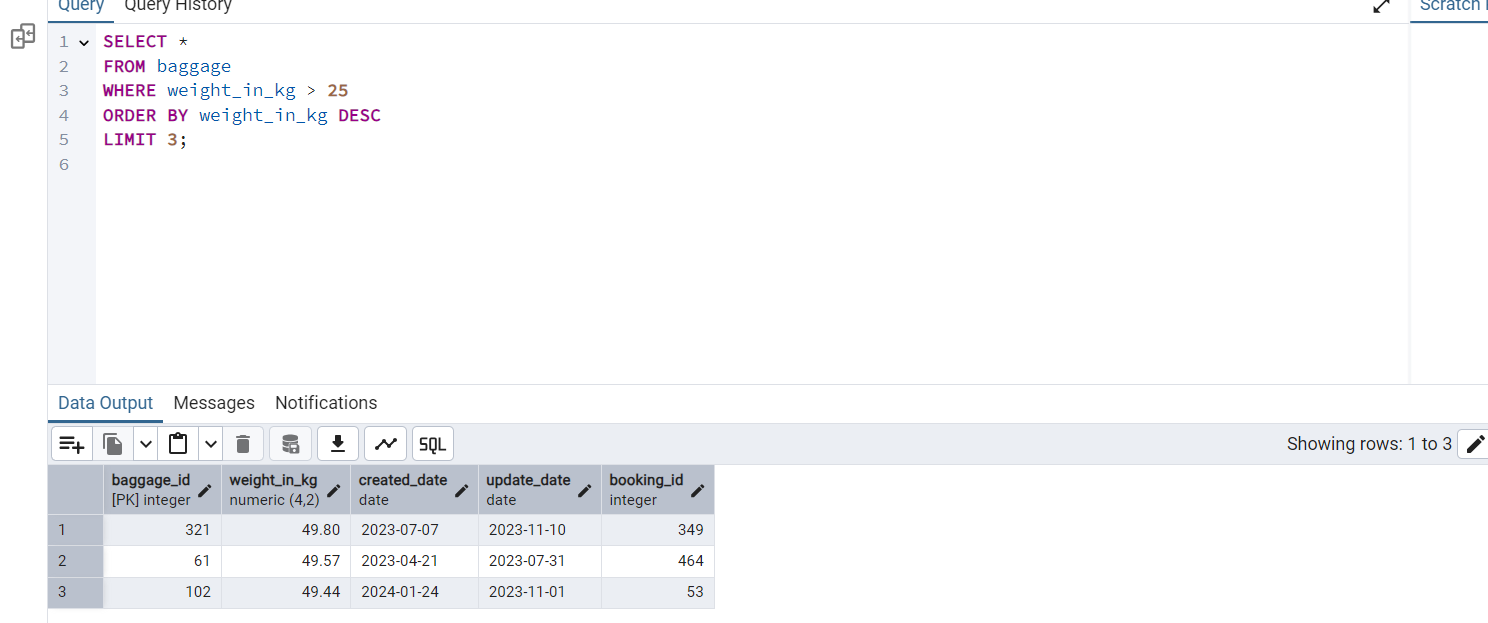 Query Query History Scratch
1 SELECT *
2 FROM baggage
3 WHERE weight_in_kg > 25
4 ORDER BY weight_in_kg DESC
5 LIMIT 3;
6
Data Output Messages Notifications
SQL Showing rows: 1 to 3
baggage_id weight_in_kg created_date update_date booking_id
[PK] integer numeric (4,2) date date integer
1 321 49.80 2023-07-07 2023-11-10 349
2 61 49.57 2023-04-21 2023-07-31 464
3 102 49.44 2024-01-24 2023-11-01 53